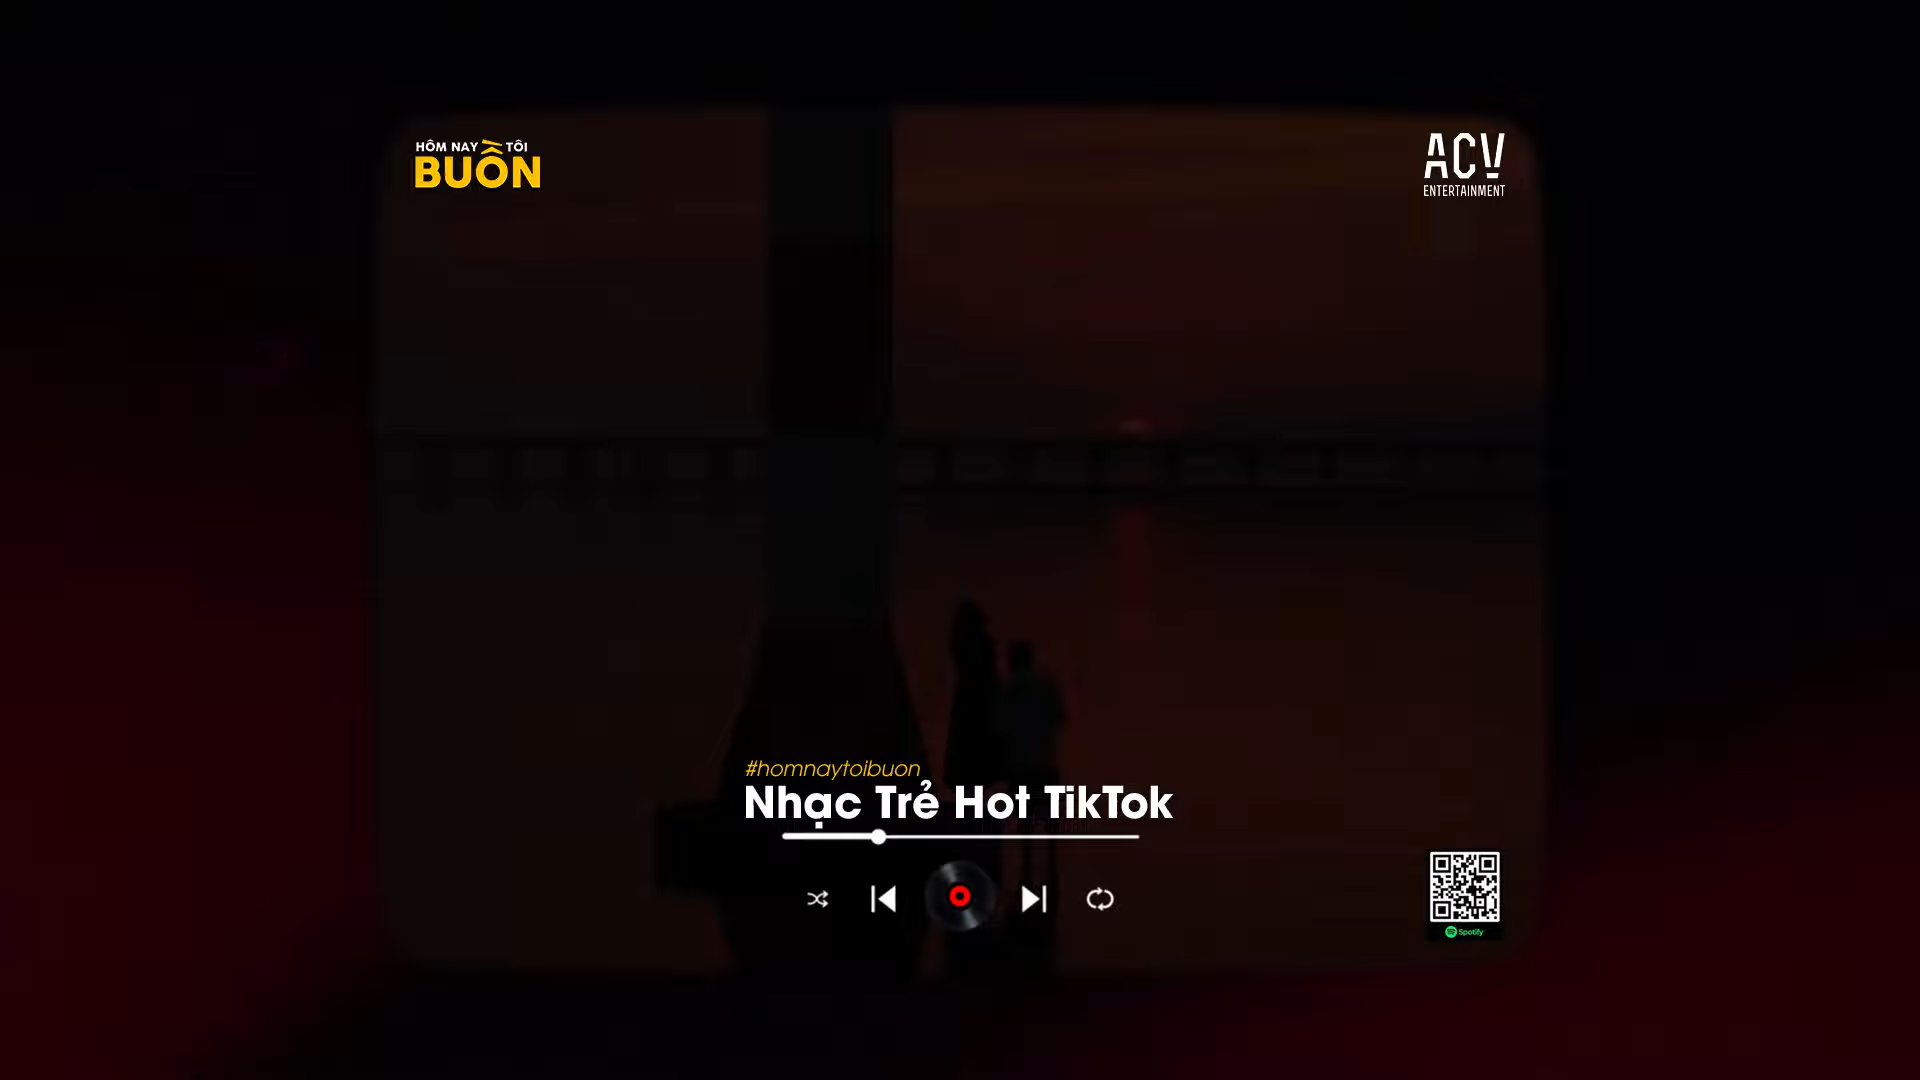 HÔM NAY TÔI
BUỒN
ACV
ENTERTAINMENT
#homnaytoibuon
Nhạc Trẻ Hot TikTok
Spotify